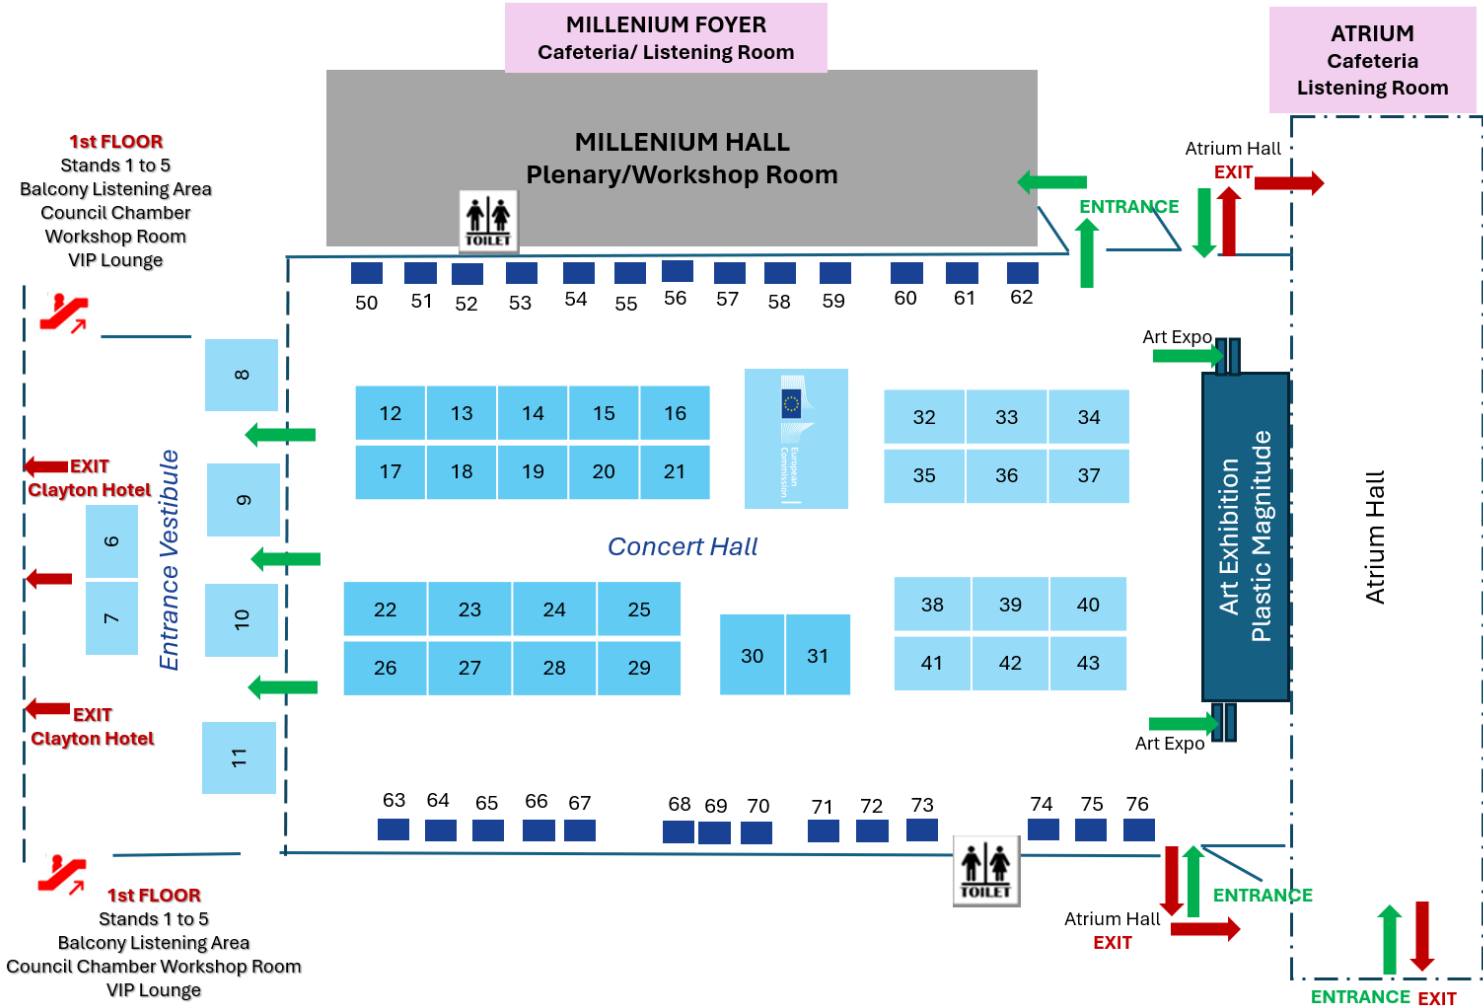 MILLENIUM FOYER
Cafeteria/ Listening Room
ATRIUM
Cafeteria
Listening Room
MILLENIUM HALL
Plenary/Workshop Room
TOILET
1st FLOOR
Stands 1 to 5
Balcony Listening Area
Council Chamber
Workshop Room
VIP Lounge
Atrium Hall
EXIT
ENTRANCE
50
51
52
53
54
55
56
57
58
59
60
61
62
Art Expo
8
12
13
14
15
16
17
18
19
20
21
European
Commission
32
33
34
35
36
37
EXIT
Clayton Hotel
9
6
7
10
11
Entrance Vestibule
Concert Hall
Art Exhibition
Plastic Magnitude
Atrium Hall
22
23
24
25
26
27
28
29
30
31
38
39
40
41
42
43
EXIT
Clayton Hotel
Art Expo
63
64
65
66
67
68
69
70
71
72
73
74
75
76
TOILET
ENTRANCE
Atrium Hall
EXIT
1st FLOOR
Stands 1 to 5
Balcony Listening Area
Council Chamber Workshop Room
VIP Lounge
ENTRANCE
EXIT